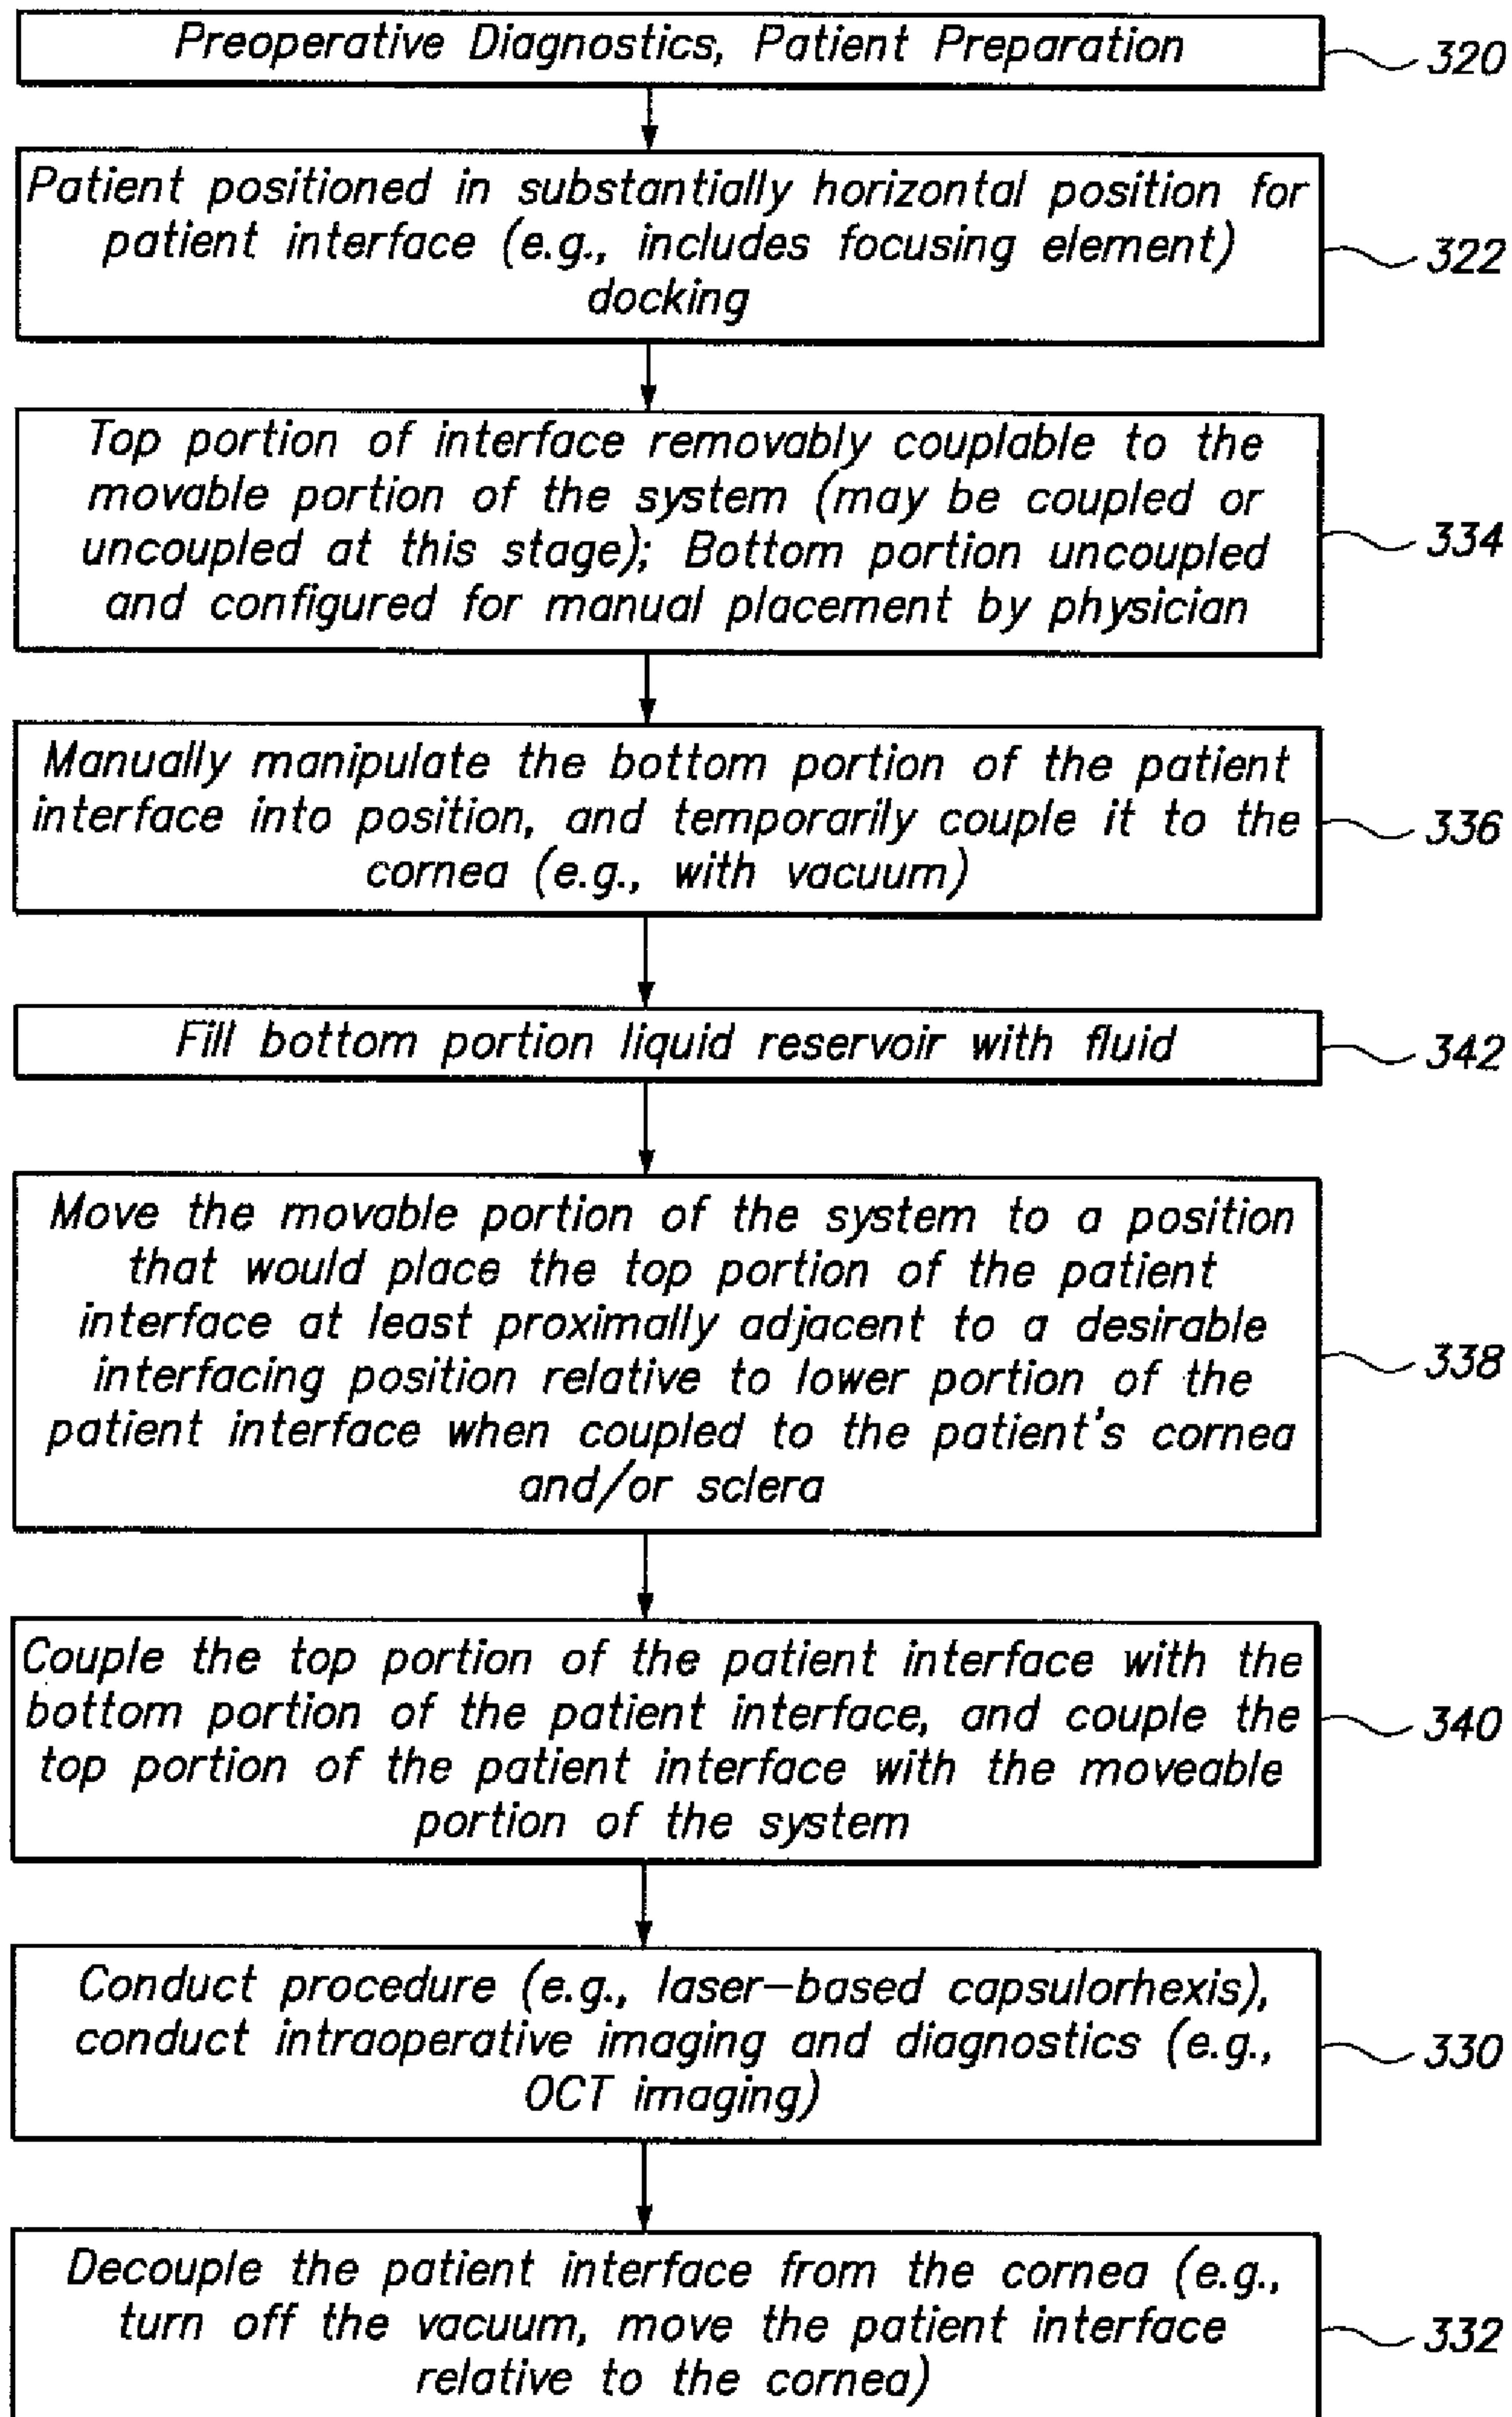 Preoperative Diagnostics, Patient Preparation
320
Patient positioned in substantially horizontal position for
patient interface (e.g., includes focusing element)
docking
322
Top portion of interface removably couplable to the
movable portion of the system (may be coupled or
uncoupled at this stage); Bottom portion uncoupled
and configured for manual placement by physician
334
Manually manipulate the bottom portion of the patient
interface into position, and temporarily couple it to the
cornea (e.g., with vacuum)
336
Fill bottom portion liquid reservoir with fluid
342
Move the movable portion of the system to a position
that would place the top portion of the patient
interface at least proximally adjacent to a desirable
interfacing position relative to lower portion of the
patient interface when coupled to the patient's cornea
and/or sclera
338
Couple the top portion of the patient interface with the
bottom portion of the patient interface, and couple the
top portion of the patient interface with the moveable
portion of the system
340
Conduct procedure (e.g., laser-based capsulorhexis),
conduct intraoperative imaging and diagnostics (e.g.,
OCT imaging)
330
Decouple the patient interface from the cornea (e.g.,
turn off the vacuum, move the patient interface
relative to the cornea)
332